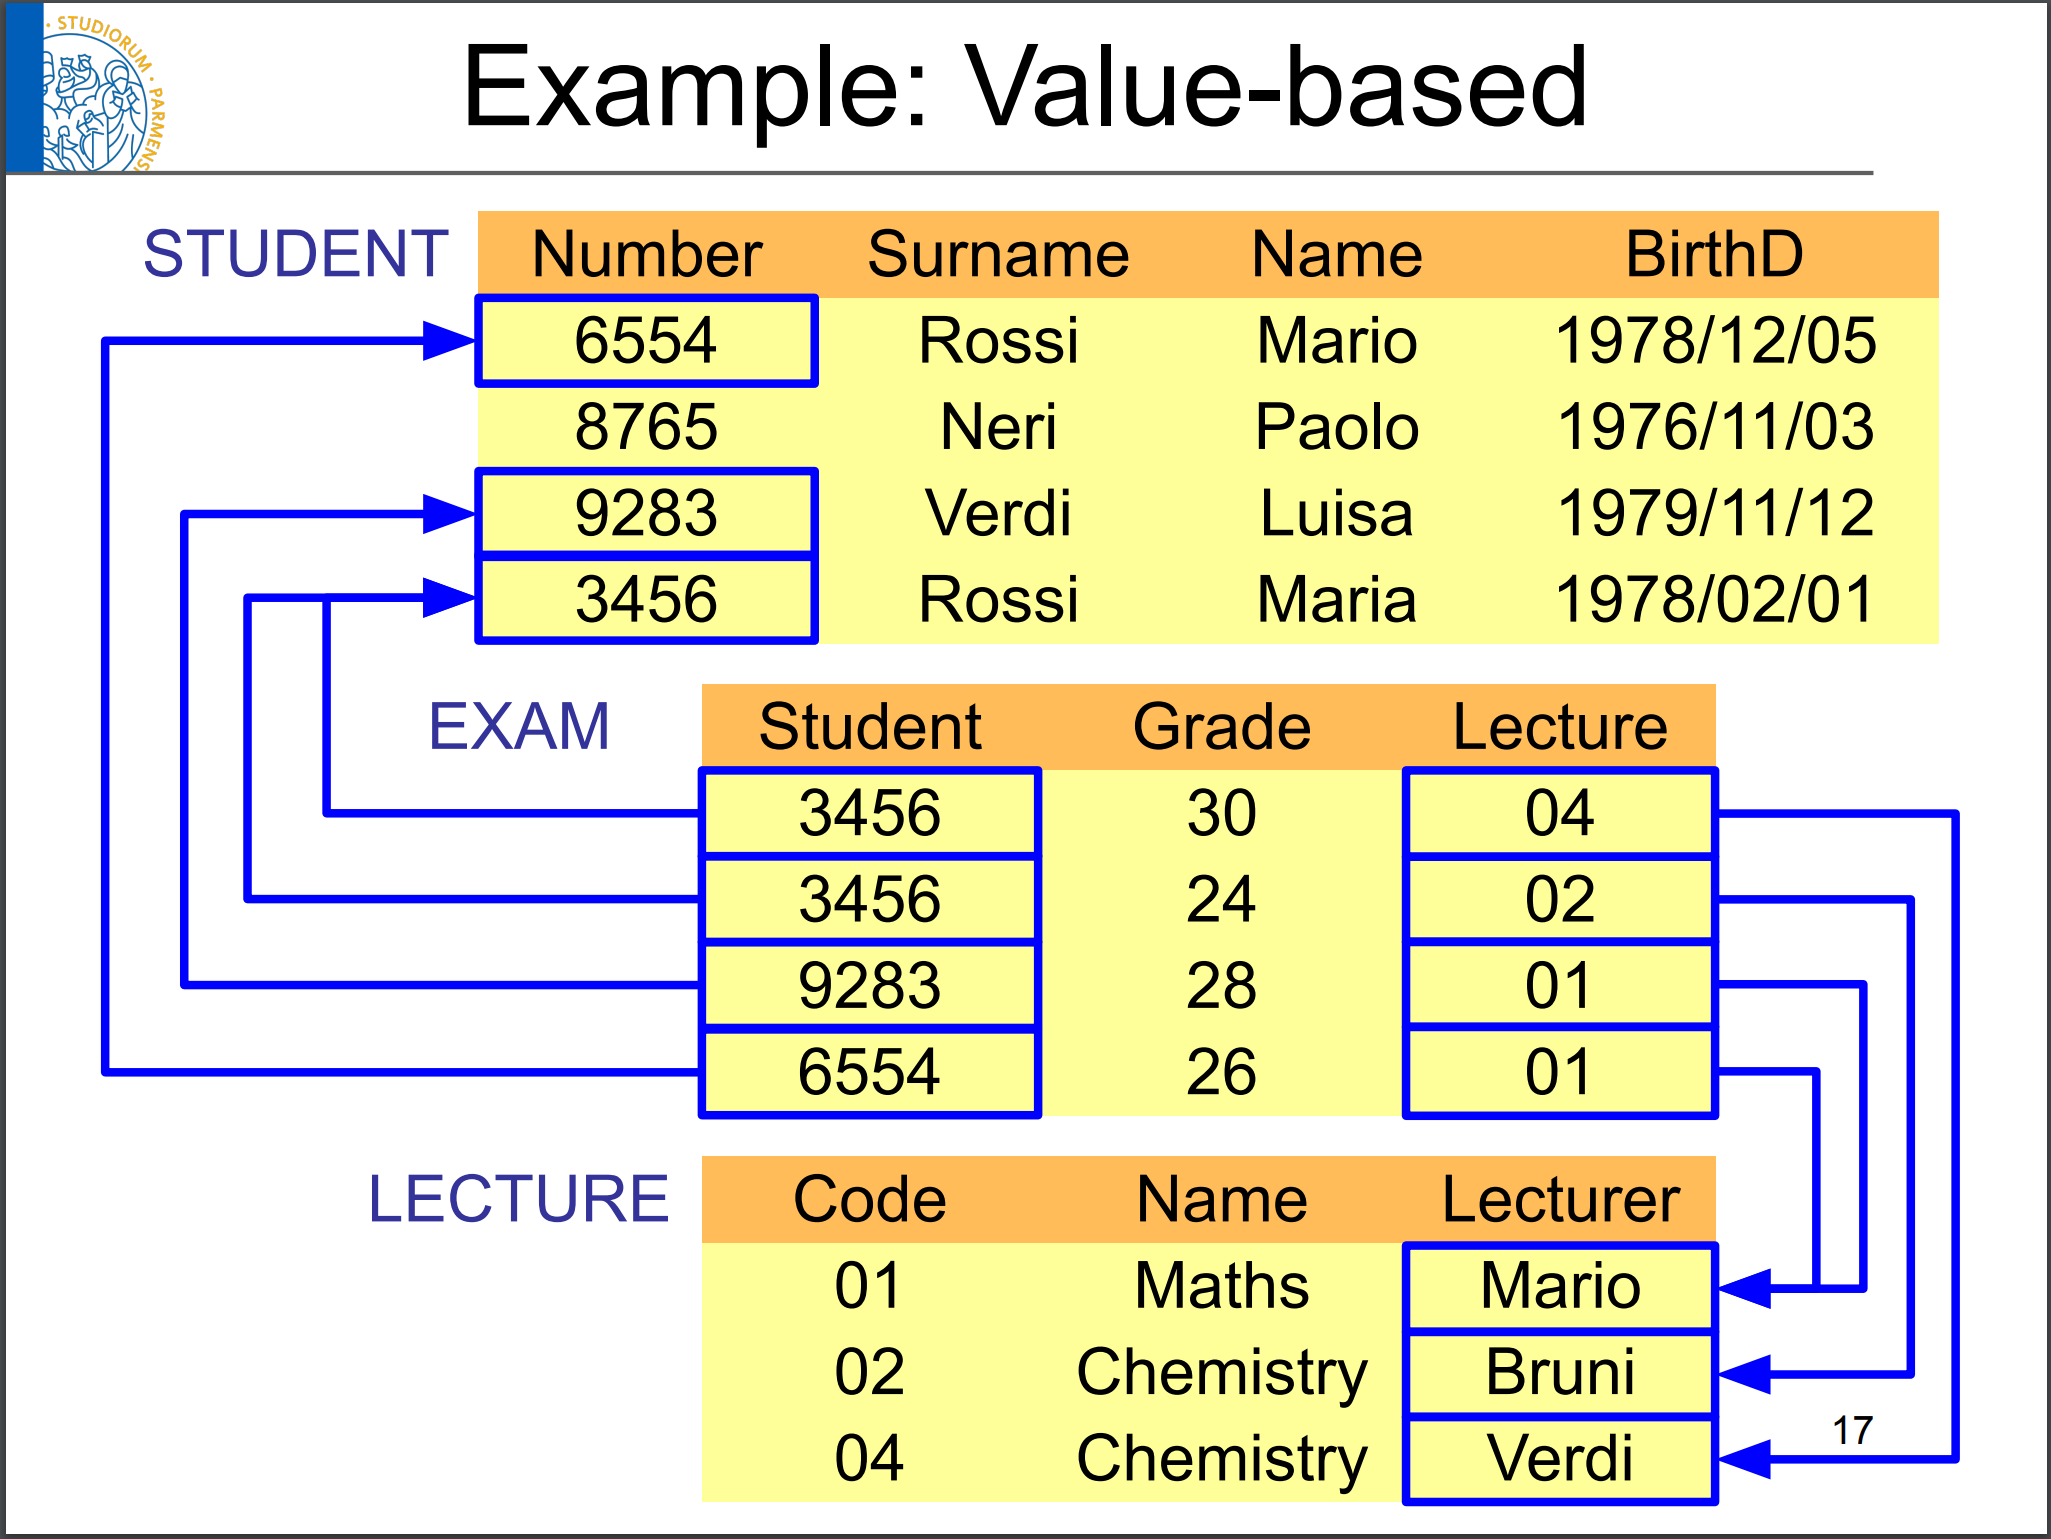 · STUDIORUM · PARMENS
Example: Value-based
STUDENT Number Surname Name BirthD
6554 Rossi Mario 1978/12/05
8765 Neri Paolo 1976/11/03
9283 Verdi Luisa 1979/11/12
3456 Rossi Maria 1978/02/01
EXAM Student Grade Lecture
3456 30 04
3456 24 02
9283 28 01
6554 26 01
LECTURE Code Name Lecturer
01 Maths Mario
02 Chemistry Bruni
04 Chemistry Verdi
17